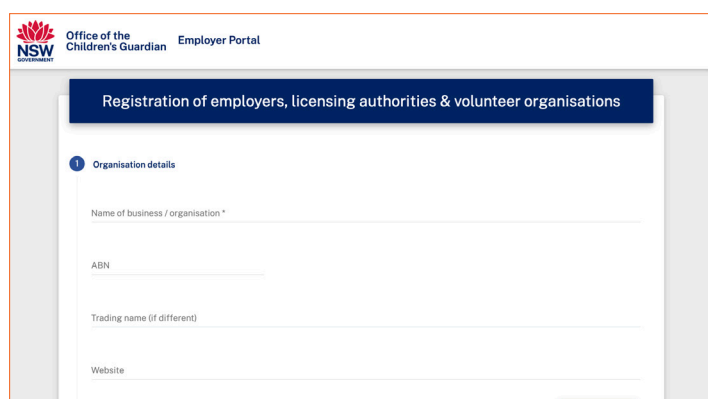 NSW
GOVERNMENT
Office of the
Children's Guardian
Employer Portal
Registration of employers, licensing authorities & volunteer organisations
1 Organisation details
Name of business / organisation *
ABN
Trading name (if different)
Website